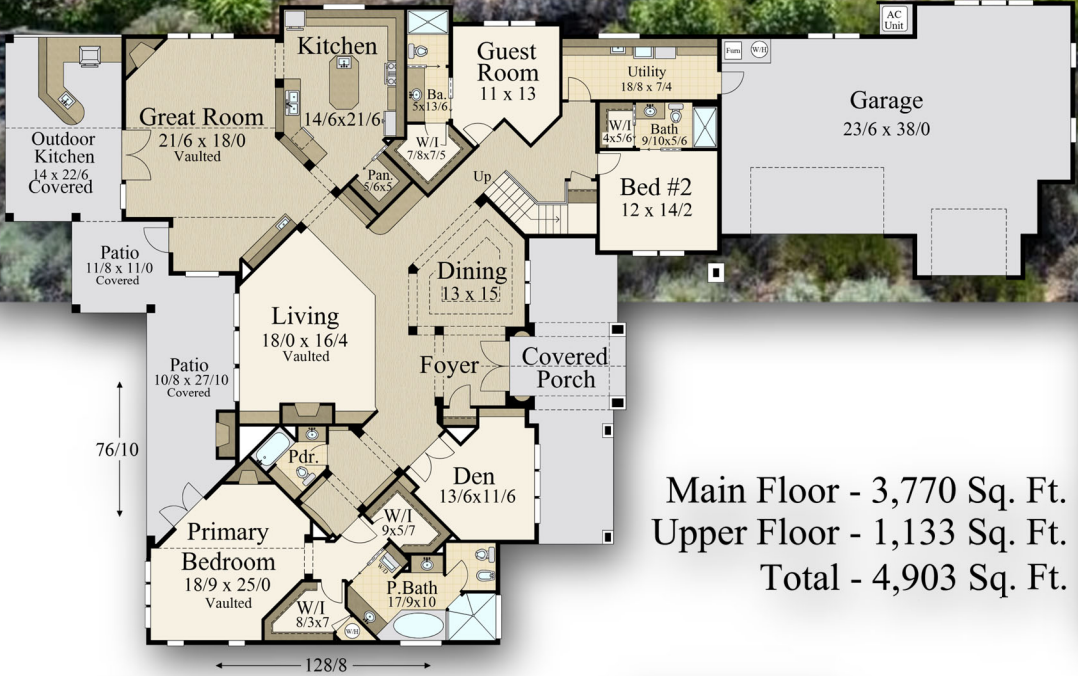 AC
Unit
Kitchen
14/6x21/6
Great Room
21/6 x 18/0
Vaulted
Outdoor
Kitchen
14 x 22/6
Covered
Ba.
5x13/6
Guest
Room
11 x 13
W/I
7/8x7/5
Pan.
5/6x5
Utility
18/8 x 7/4
Furn
W/H
W/I
4x5/6
Bath
9/10x5/6
Garage
23/6 x 38/0
Up
Bed #2
12 x 14/2
Patio
11/8 x 11/0
Covered
Dining
13 x 15
Living
18/0 x 16/4
Vaulted
Foyer
Covered
Porch
Patio
10/8 x 27/10
Covered
76/10
Pdr.
Den
13/6x11/6
W/I
9x5/7
Primary
Bedroom
18/9 x 25/0
Vaulted
P.Bath
17/9x10
W/I
8/3x7
W/H
128/8
Main Floor - 3,770 Sq. Ft.
Upper Floor - 1,133 Sq. Ft.
Total - 4,903 Sq. Ft.